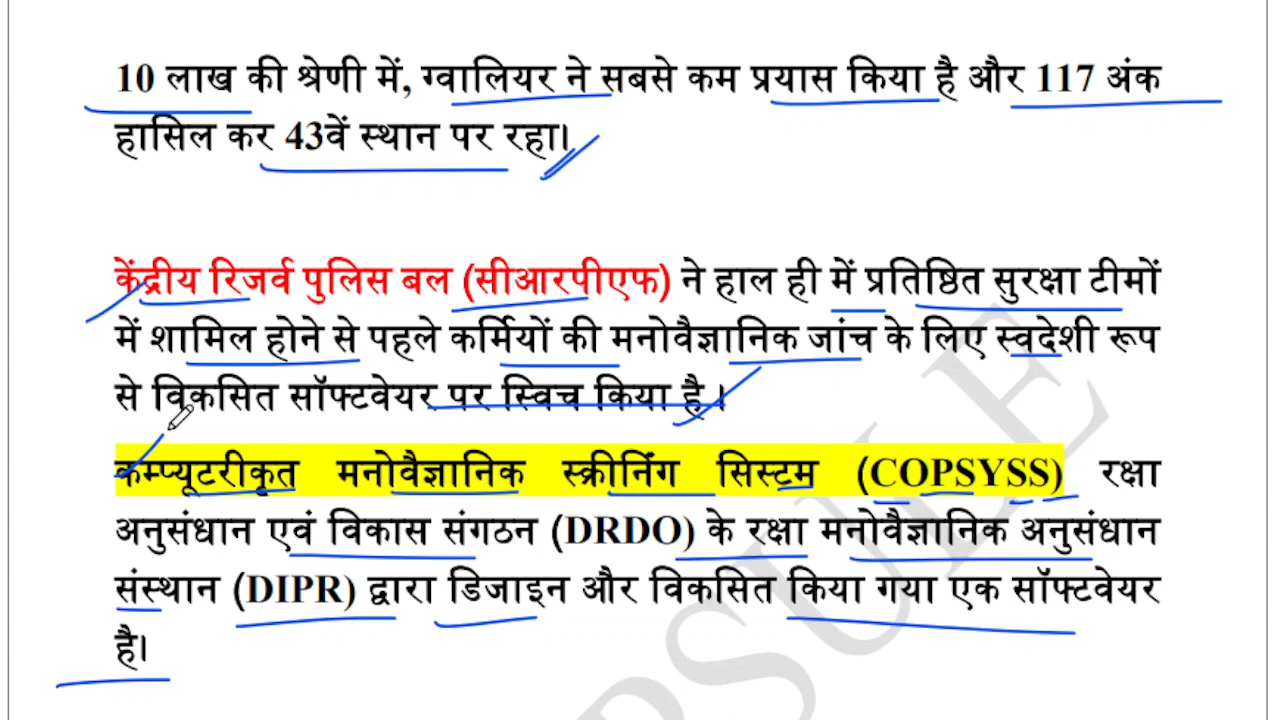 10 लाख की श्रेणी में, ग्वालियर ने सबसे कम प्रयास किया है और 117 अंक
हासिल कर 43वें स्थान पर रहा।
केंद्रीय रिजर्व पुलिस बल (सीआरपीएफ) ने हाल ही में प्रतिष्ठित सुरक्षा टीमों
में शामिल होने से पहले कर्मियों की मनोवैज्ञानिक जांच के लिए स्वदेशी रूप
से विकसित सॉफ्टवेयर पर स्विच किया है ।
कम्प्यूटरीकृत मनोवैज्ञानिक स्क्रीनिंग सिस्टम (COPSYSS) रक्षा
अनुसंधान एवं विकास संगठन (DRDO) के रक्षा मनोवैज्ञानिक अनुसंधान
संस्थान (DIPR) द्वारा डिजाइन और विकसित किया गया एक सॉफ्टवेयर
है।
PSULE